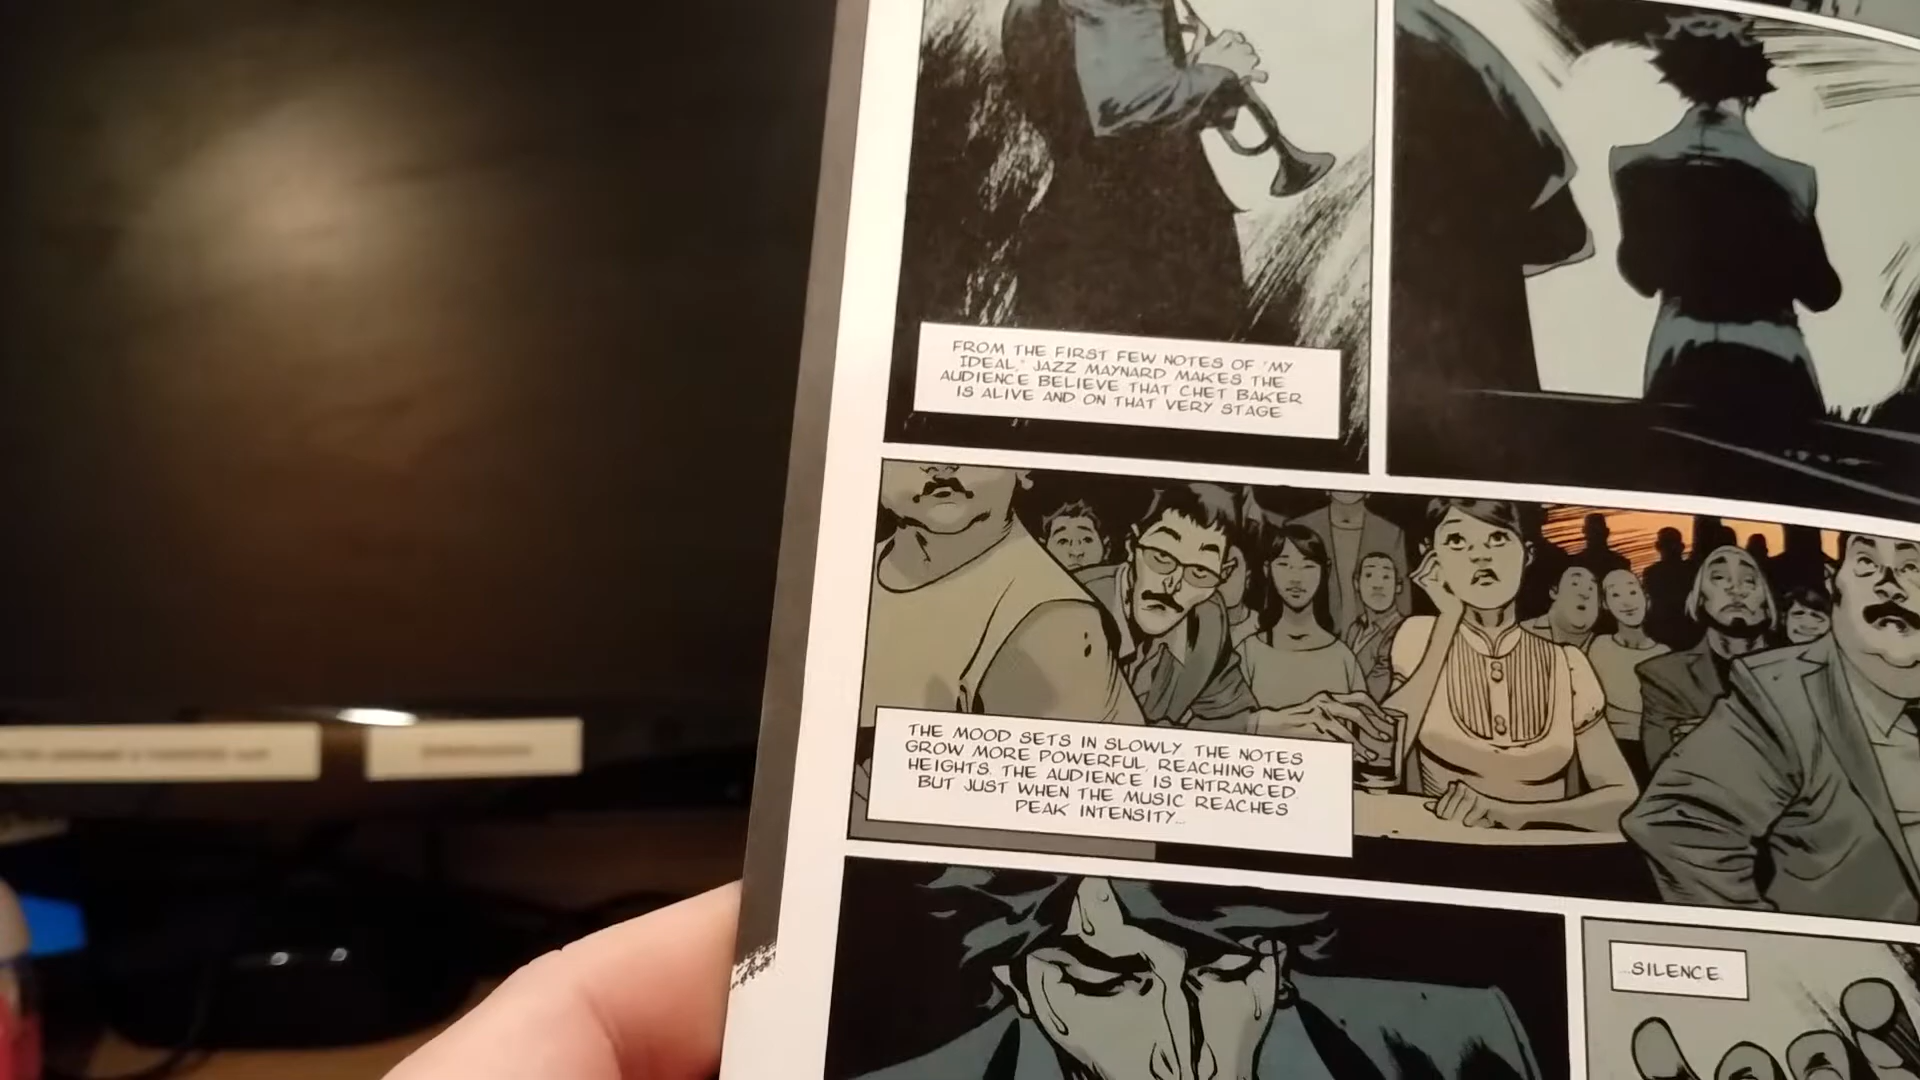 FROM THE FIRST FEW NOTES OF "MY
IDEAL," JAZZ MAYNARD MAKES THE
AUDIENCE BELIEVE THAT CHET BAKER
IS ALIVE AND ON THAT VERY STAGE
THE MOOD SETS IN SLOWLY. THE NOTES
GROW MORE POWERFUL, REACHING NEW
HEIGHTS. THE AUDIENCE IS ENTRANCED.
BUT JUST WHEN THE MUSIC REACHES
PEAK INTENSITY...
...SILENCE